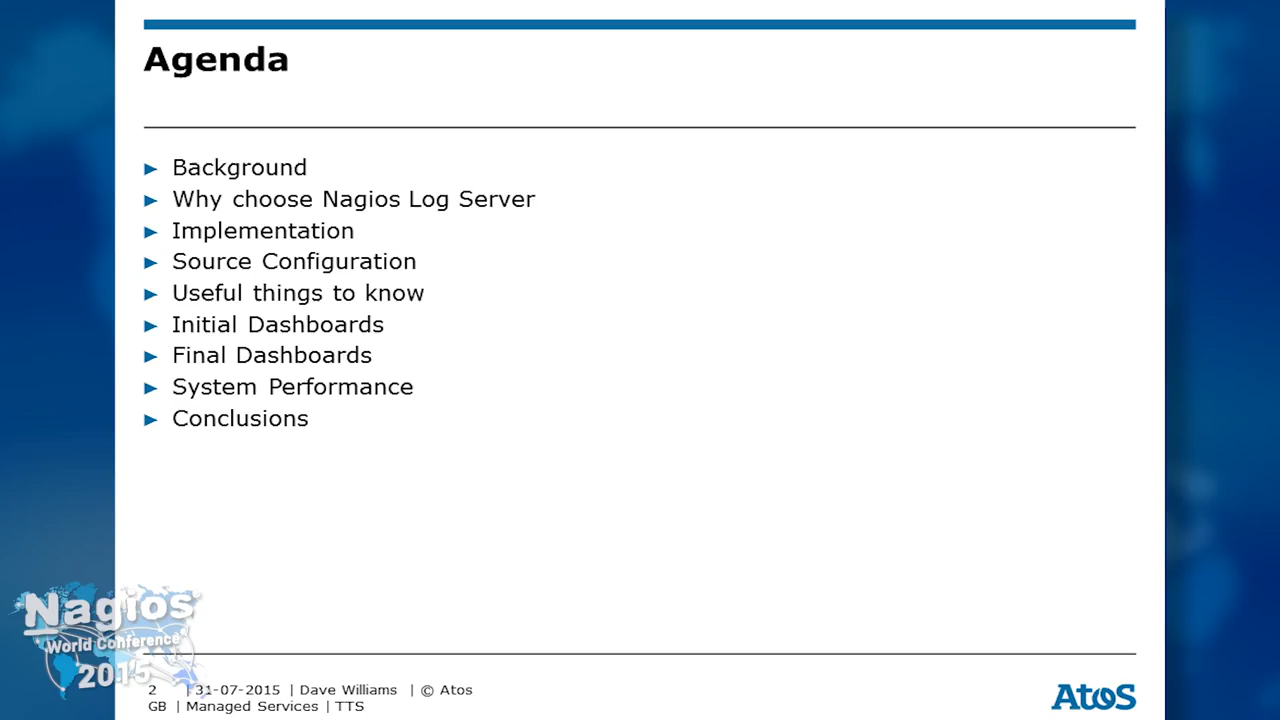 Agenda
► Background
► Why choose Nagios Log Server
► Implementation
► Source Configuration
► Useful things to know
► Initial Dashboards
► Final Dashboards
► System Performance
► Conclusions
Nagios
World Conference
2015
2 | 31-07-2015 | Dave Williams | © Atos
GB | Managed Services | TTS
Atos